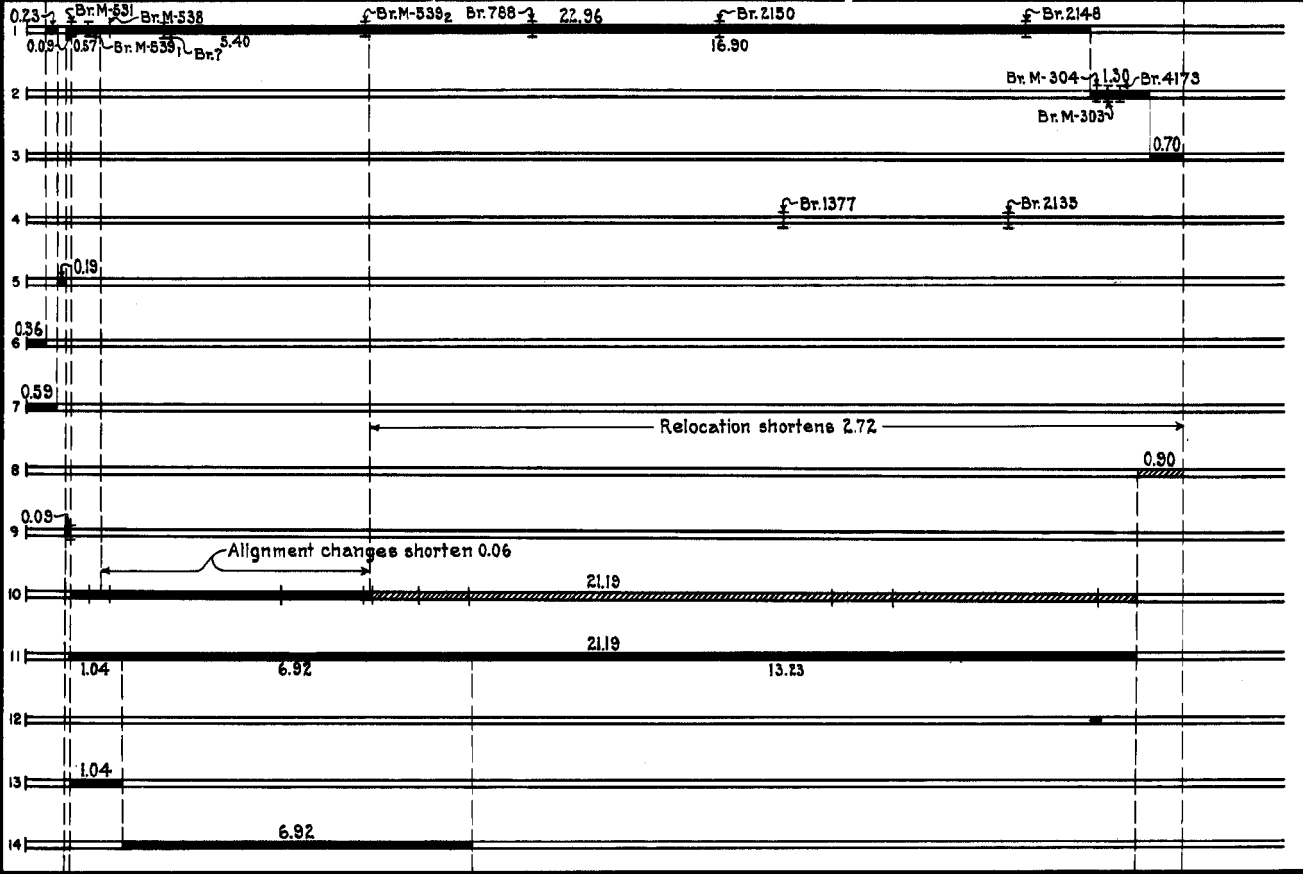 0.23 Br. M-531 Br. M-538 Br. M-539₂ Br. 788 22.96 Br. 2150 Br. 2148
1
0.09 0.57 Br. M-539₁ Br. ? 5.40 16.90
Br. M-304 1.30 Br. 4173
2
Br. M-303
3 0.70
4 Br. 1377 Br. 2135
5 0.19
0.36
6
0.59
7
Relocation shortens 2.72
8 0.90
0.09
9
Alignment changes shorten 0.06
10 21.19
11 21.19
1.04 6.92 13.23
12
1.04
13
6.92
14